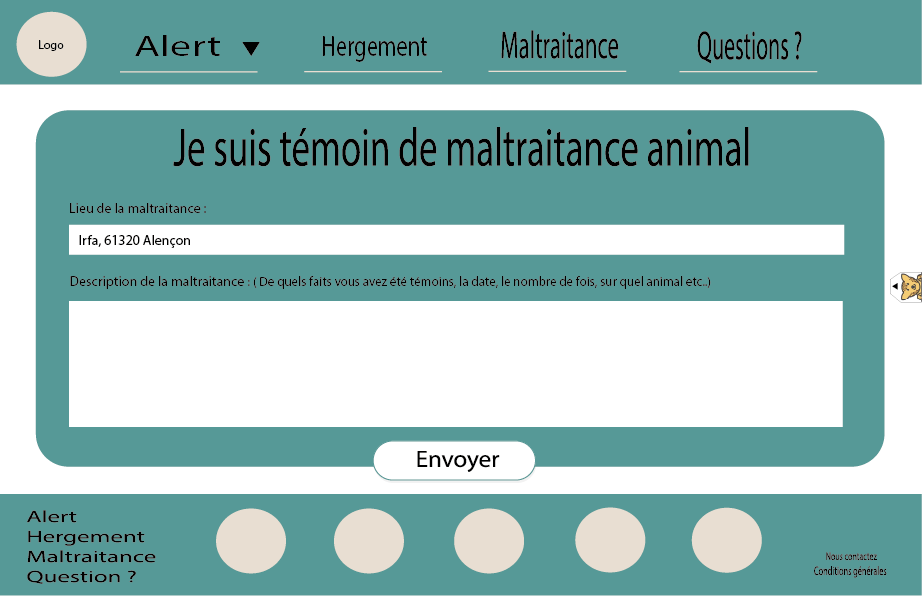 Logo
Alert ▼ Hergement Maltraitance Questions ?
Je suis témoin de maltraitance animal
Lieu de la maltraitance :
Irfa, 61320 Alençon
Description de la maltraitance : ( De quels faits vous avez été témoins, la date, le nombre de fois, sur quel animal etc..)
Envoyer
Alert
Hergement
Maltraitance
Question ?
Nous contactez
Conditions générales